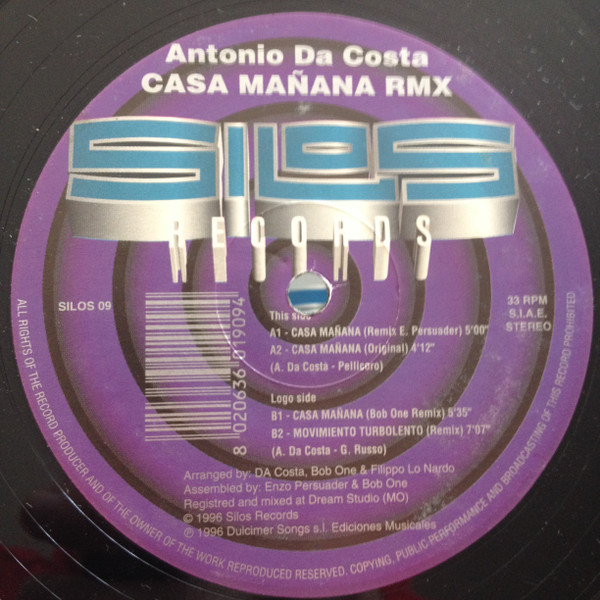 Antonio Da Costa
CASA MAÑANA RMX
SILOS
RECORDS
SILOS 09
33 RPM
S.I.A.E.
STEREO
8 020636 019094
This side
A1 - CASA MAÑANA (Remix E. Persuader) 5'00"
A2 - CASA MAÑANA (Original) 4'12"
(A. Da Costa - Pellicero)
Logo side
B1 - CASA MAÑANA (Bob One Remix) 5'35"
B2 - MOVIMIENTO TURBOLENTO (Remix) 7'07"
(A. Da Costa - G. Russo)
Arranged by: DA Costa, Bob One & Filippo Lo Nardo
Assembled by: Enzo Persuader & Bob One
Registred and mixed at Dream Studio (MO)
© 1996 Silos Records
℗ 1996 Dulcimer Songs s.l. Ediciones Musicales
ALL RIGHTS OF THE RECORD PRODUCER AND OF THE OWNER OF THE WORK REPRODUCED RESERVED. COPYING, PUBLIC PERFORMANCE AND BROADCASTING OF THIS RECORD PROHIBITED